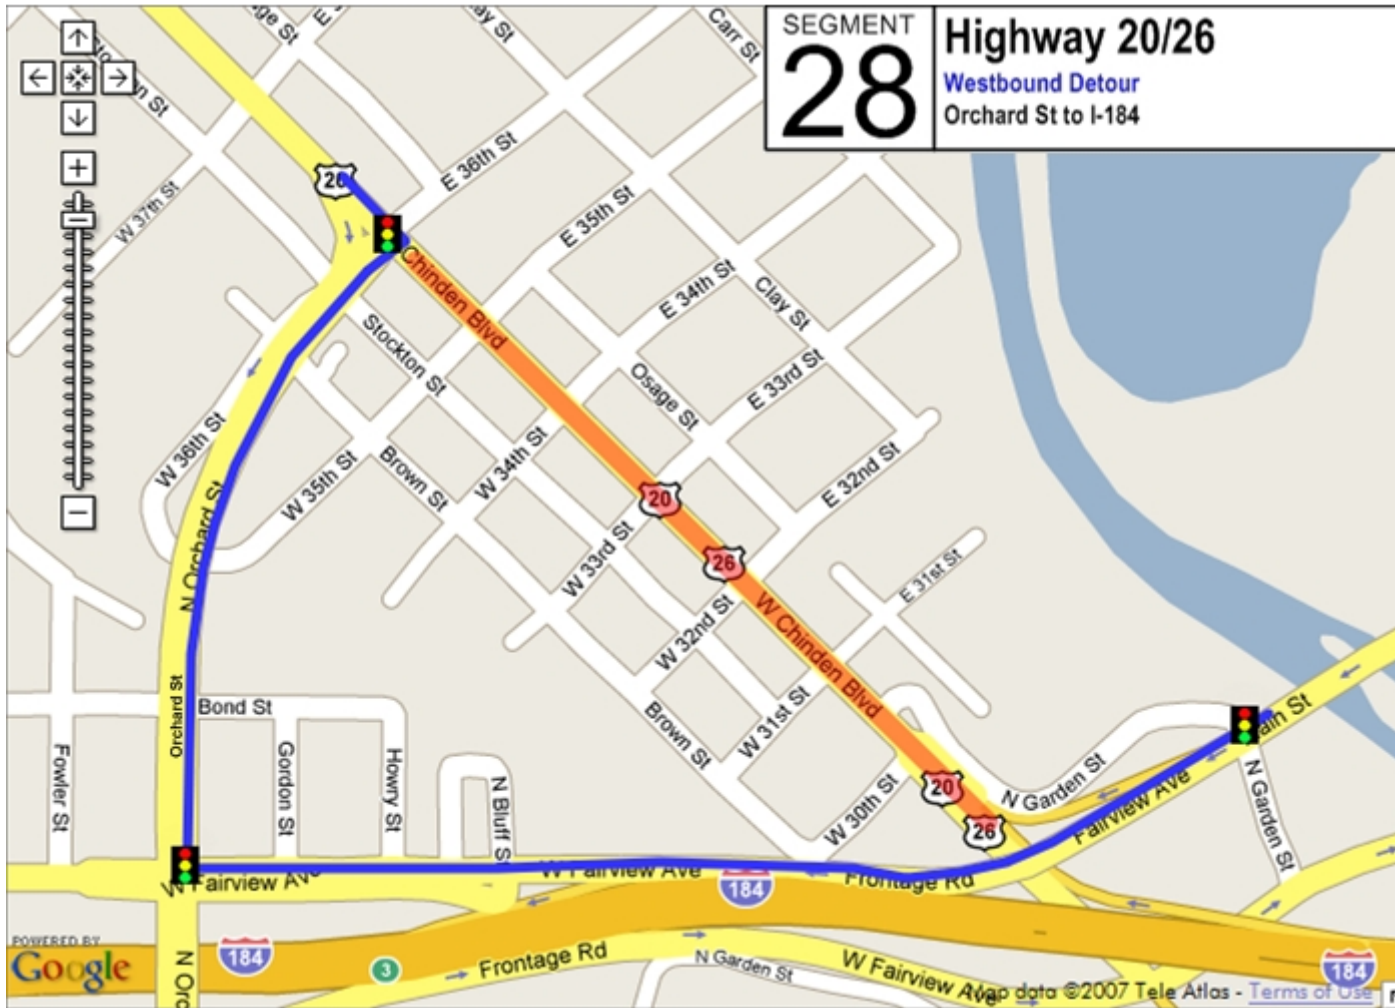 SEGMENT
28
Highway 20/26
Westbound Detour
Orchard St to I-184
Carr St
26
E 36th St
W 37th St
E 35th St
Chinden Blvd
E 34th St
Clay St
Stockton St
Osage St
E 33rd St
W 36th St
W 35th St
Brown St
W 34th St
E 32nd St
20
W 33rd St
26
E 31st St
N Orchard St
W 32nd St
W Chinden Blvd
Orchard St
Bond St
Brown St
W 31st St
Fowler St
Gordon St
Howry St
N Bluff St
W 30th St
20
26
N Garden St
Fairview Ave
N Garden St
W Fairview Ave
W Fairview Ave
184
Frontage Rd
POWERED BY
Google
184
3
Frontage Rd
N Garden St
W Fairview Ave
184
Map data ©2007 Tele Atlas - Terms of Use